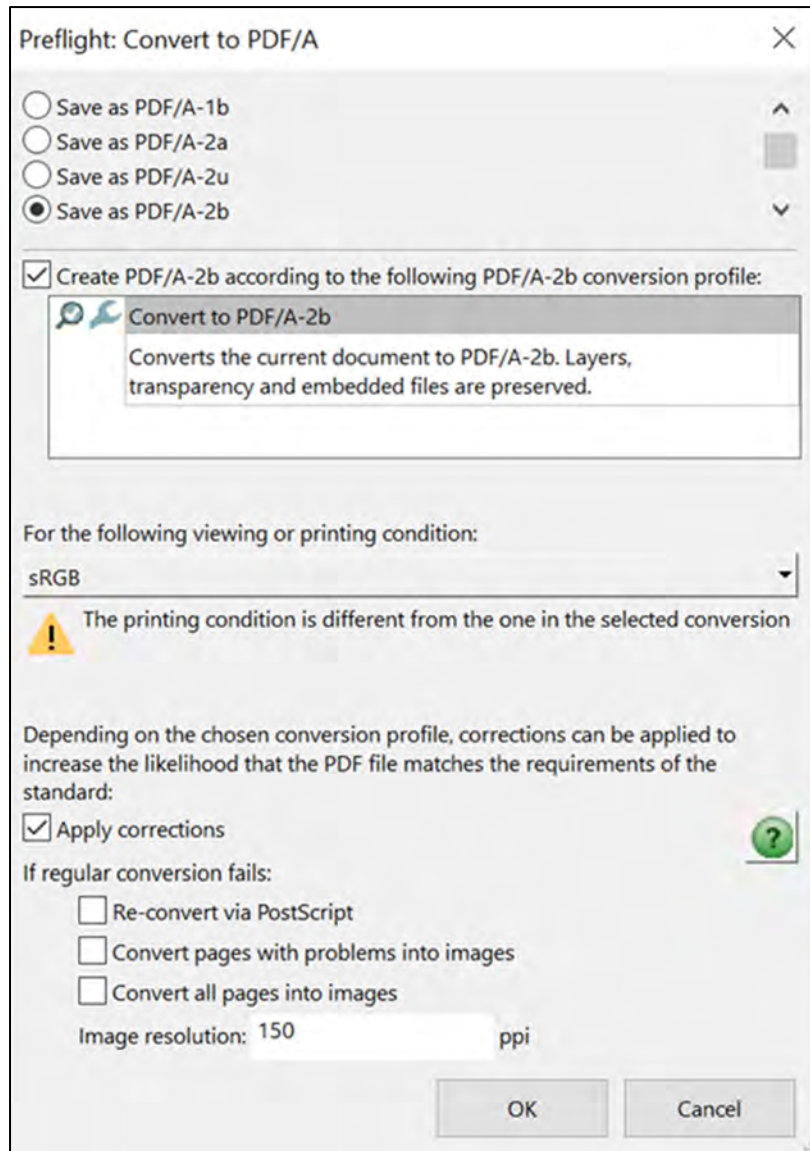 Preflight: Convert to PDF/A
Save as PDF/A-1b
Save as PDF/A-2a
Save as PDF/A-2u
Save as PDF/A-2b
Create PDF/A-2b according to the following PDF/A-2b conversion profile:
Convert to PDF/A-2b
Converts the current document to PDF/A-2b. Layers,
transparency and embedded files are preserved.
For the following viewing or printing condition:
sRGB
The printing condition is different from the one in the selected conversion
Depending on the chosen conversion profile, corrections can be applied to
increase the likelihood that the PDF file matches the requirements of the
standard:
Apply corrections
If regular conversion fails:
Re-convert via PostScript
Convert pages with problems into images
Convert all pages into images
Image resolution: 150 ppi
OK Cancel